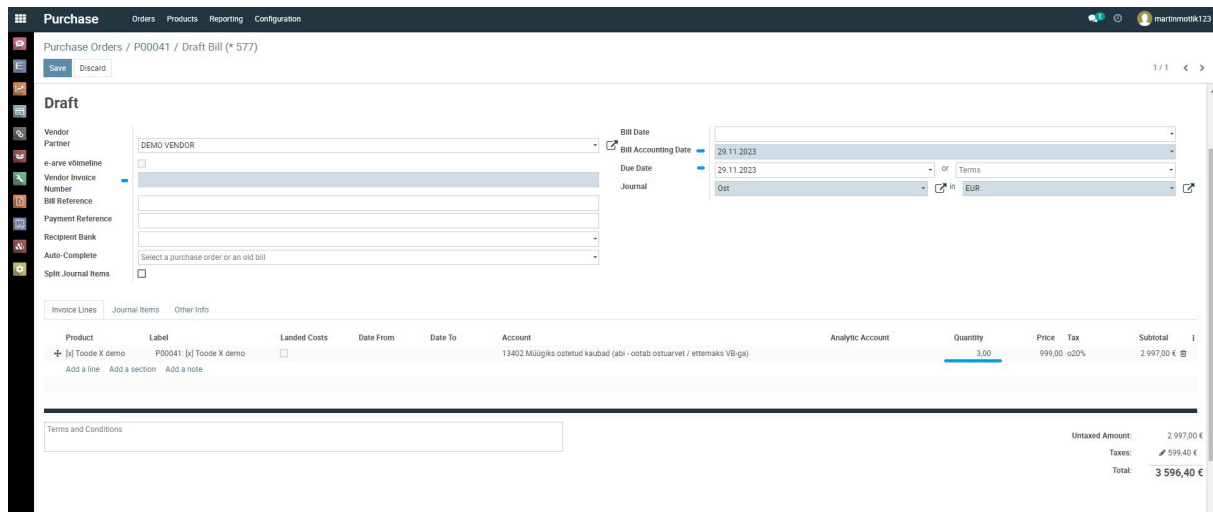 Purchase Orders Products Reporting Configuration 2 martinmotlik123
Purchase Orders / P00041 / Draft Bill (* 577)
Save Discard 1 / 1
Draft
Vendor
Partner DEMO VENDOR
e-arve võimeline
Vendor Invoice
Number
Bill Reference
Payment Reference
Recipient Bank
Auto-Complete Select a purchase order or an old bill
Split Journal Items
Bill Date
Bill Accounting Date 29.11.2023
Due Date 29.11.2023 or Terms
Journal Ost in EUR
Invoice Lines Journal Items Other Info
Product Label Landed Costs Date From Date To Account Analytic Account Quantity Price Tax Subtotal
[x] Toode X demo P00041: [x] Toode X demo 13402 Müügiks ostetud kaubad (abi - ootab ostuarvet / ettemaks VB-ga) 3,00 999,00 o20% 2 997,00 €
Add a line Add a section Add a note
Terms and Conditions
Untaxed Amount: 2 997,00 €
Taxes: 599,40 €
Total: 3 596,40 €